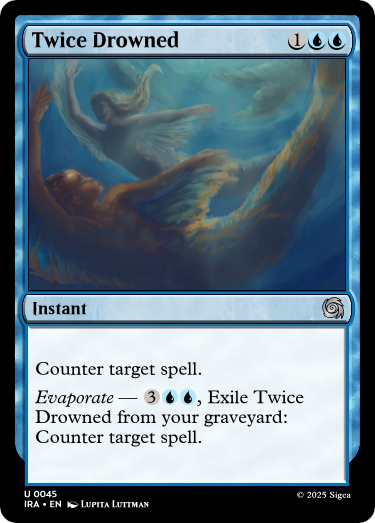 Twice Drowned 1
Instant
Counter target spell.
Evaporate — 3, Exile Twice
Drowned from your graveyard:
Counter target spell.
U 0045
IRA • EN Lupita Luttman
© 2025 Sigea